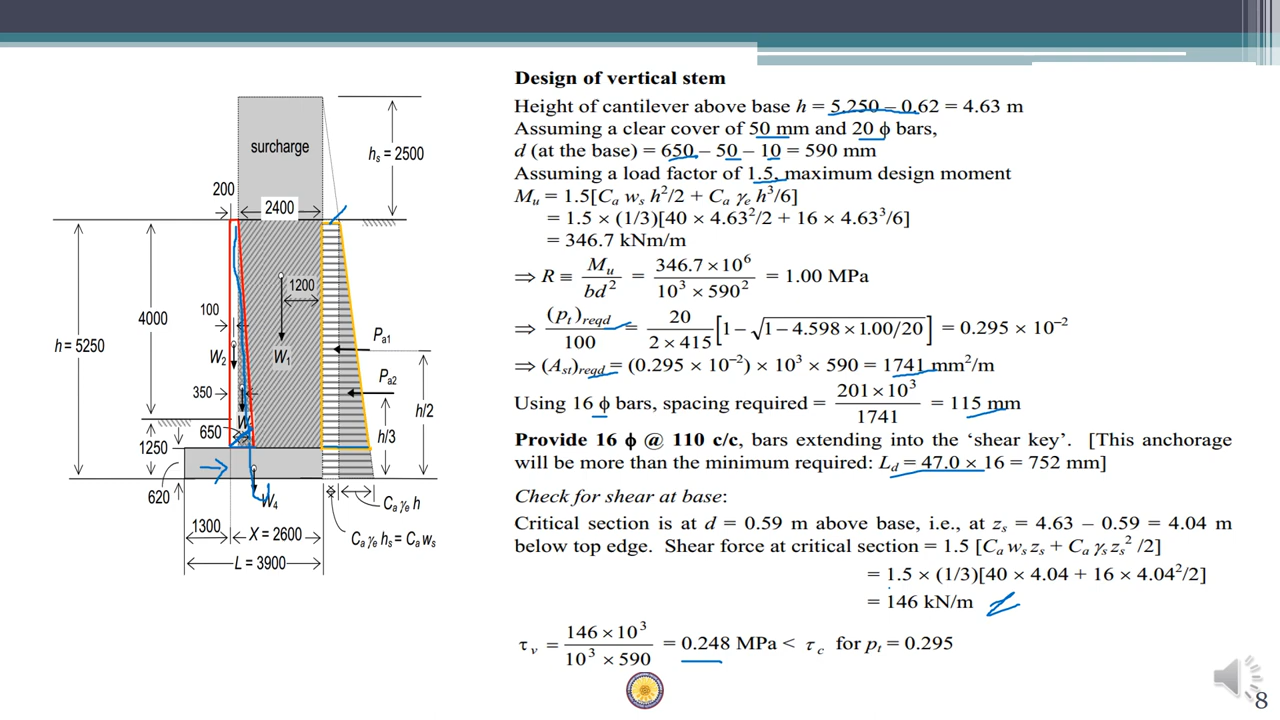 surcharge
hₛ = 2500
200
2400
1200
100
4000
h = 5250
W₂
W₁
Pₐ₁
Pₐ₂
350
W
h/2
h/3
650
1250
620
W₄
Cₐ γₑ h
1300
X = 2600
Cₐ γₑ hₛ = Cₐ wₛ
L = 3900
Design of vertical stem
Height of cantilever above base h = 5.250 – 0.62 = 4.63 m
Assuming a clear cover of 50 mm and 20 ϕ bars,
d (at the base) = 650 – 50 – 10 = 590 mm
Assuming a load factor of 1.5, maximum design moment
Mᵤ = 1.5[Cₐ wₛ h²/2 + Cₐ γₑ h³/6]
= 1.5 × (1/3)[40 × 4.63²/2 + 16 × 4.63³/6]
= 346.7 kNm/m
⇒ R ≡ Mᵤ / bd² = 346.7 × 10⁶ / 10³ × 590² = 1.00 MPa
⇒ (pₜ)reqd / 100 = 20 / 2 × 415 [1 – √1 – 4.598 × 1.00/20] = 0.295 × 10⁻²
⇒ (Aₛₜ)reqd = (0.295 × 10⁻²) × 10³ × 590 = 1741 mm²/m
Using 16 ϕ bars, spacing required = 201 × 10³ / 1741 = 115 mm
Provide 16 ϕ @ 110 c/c, bars extending into the ‘shear key’. [This anchorage
will be more than the minimum required: L_d = 47.0 × 16 = 752 mm]
Check for shear at base:
Critical section is at d = 0.59 m above base, i.e., at zₛ = 4.63 – 0.59 = 4.04 m
below top edge. Shear force at critical section = 1.5 [Cₐ wₛ zₛ + Cₐ γₛ zₛ² /2]
= 1.5 × (1/3)[40 × 4.04 + 16 × 4.04²/2]
= 146 kN/m
τᵥ = 146 × 10³ / 10³ × 590 = 0.248 MPa < τ_c for pₜ = 0.295
8